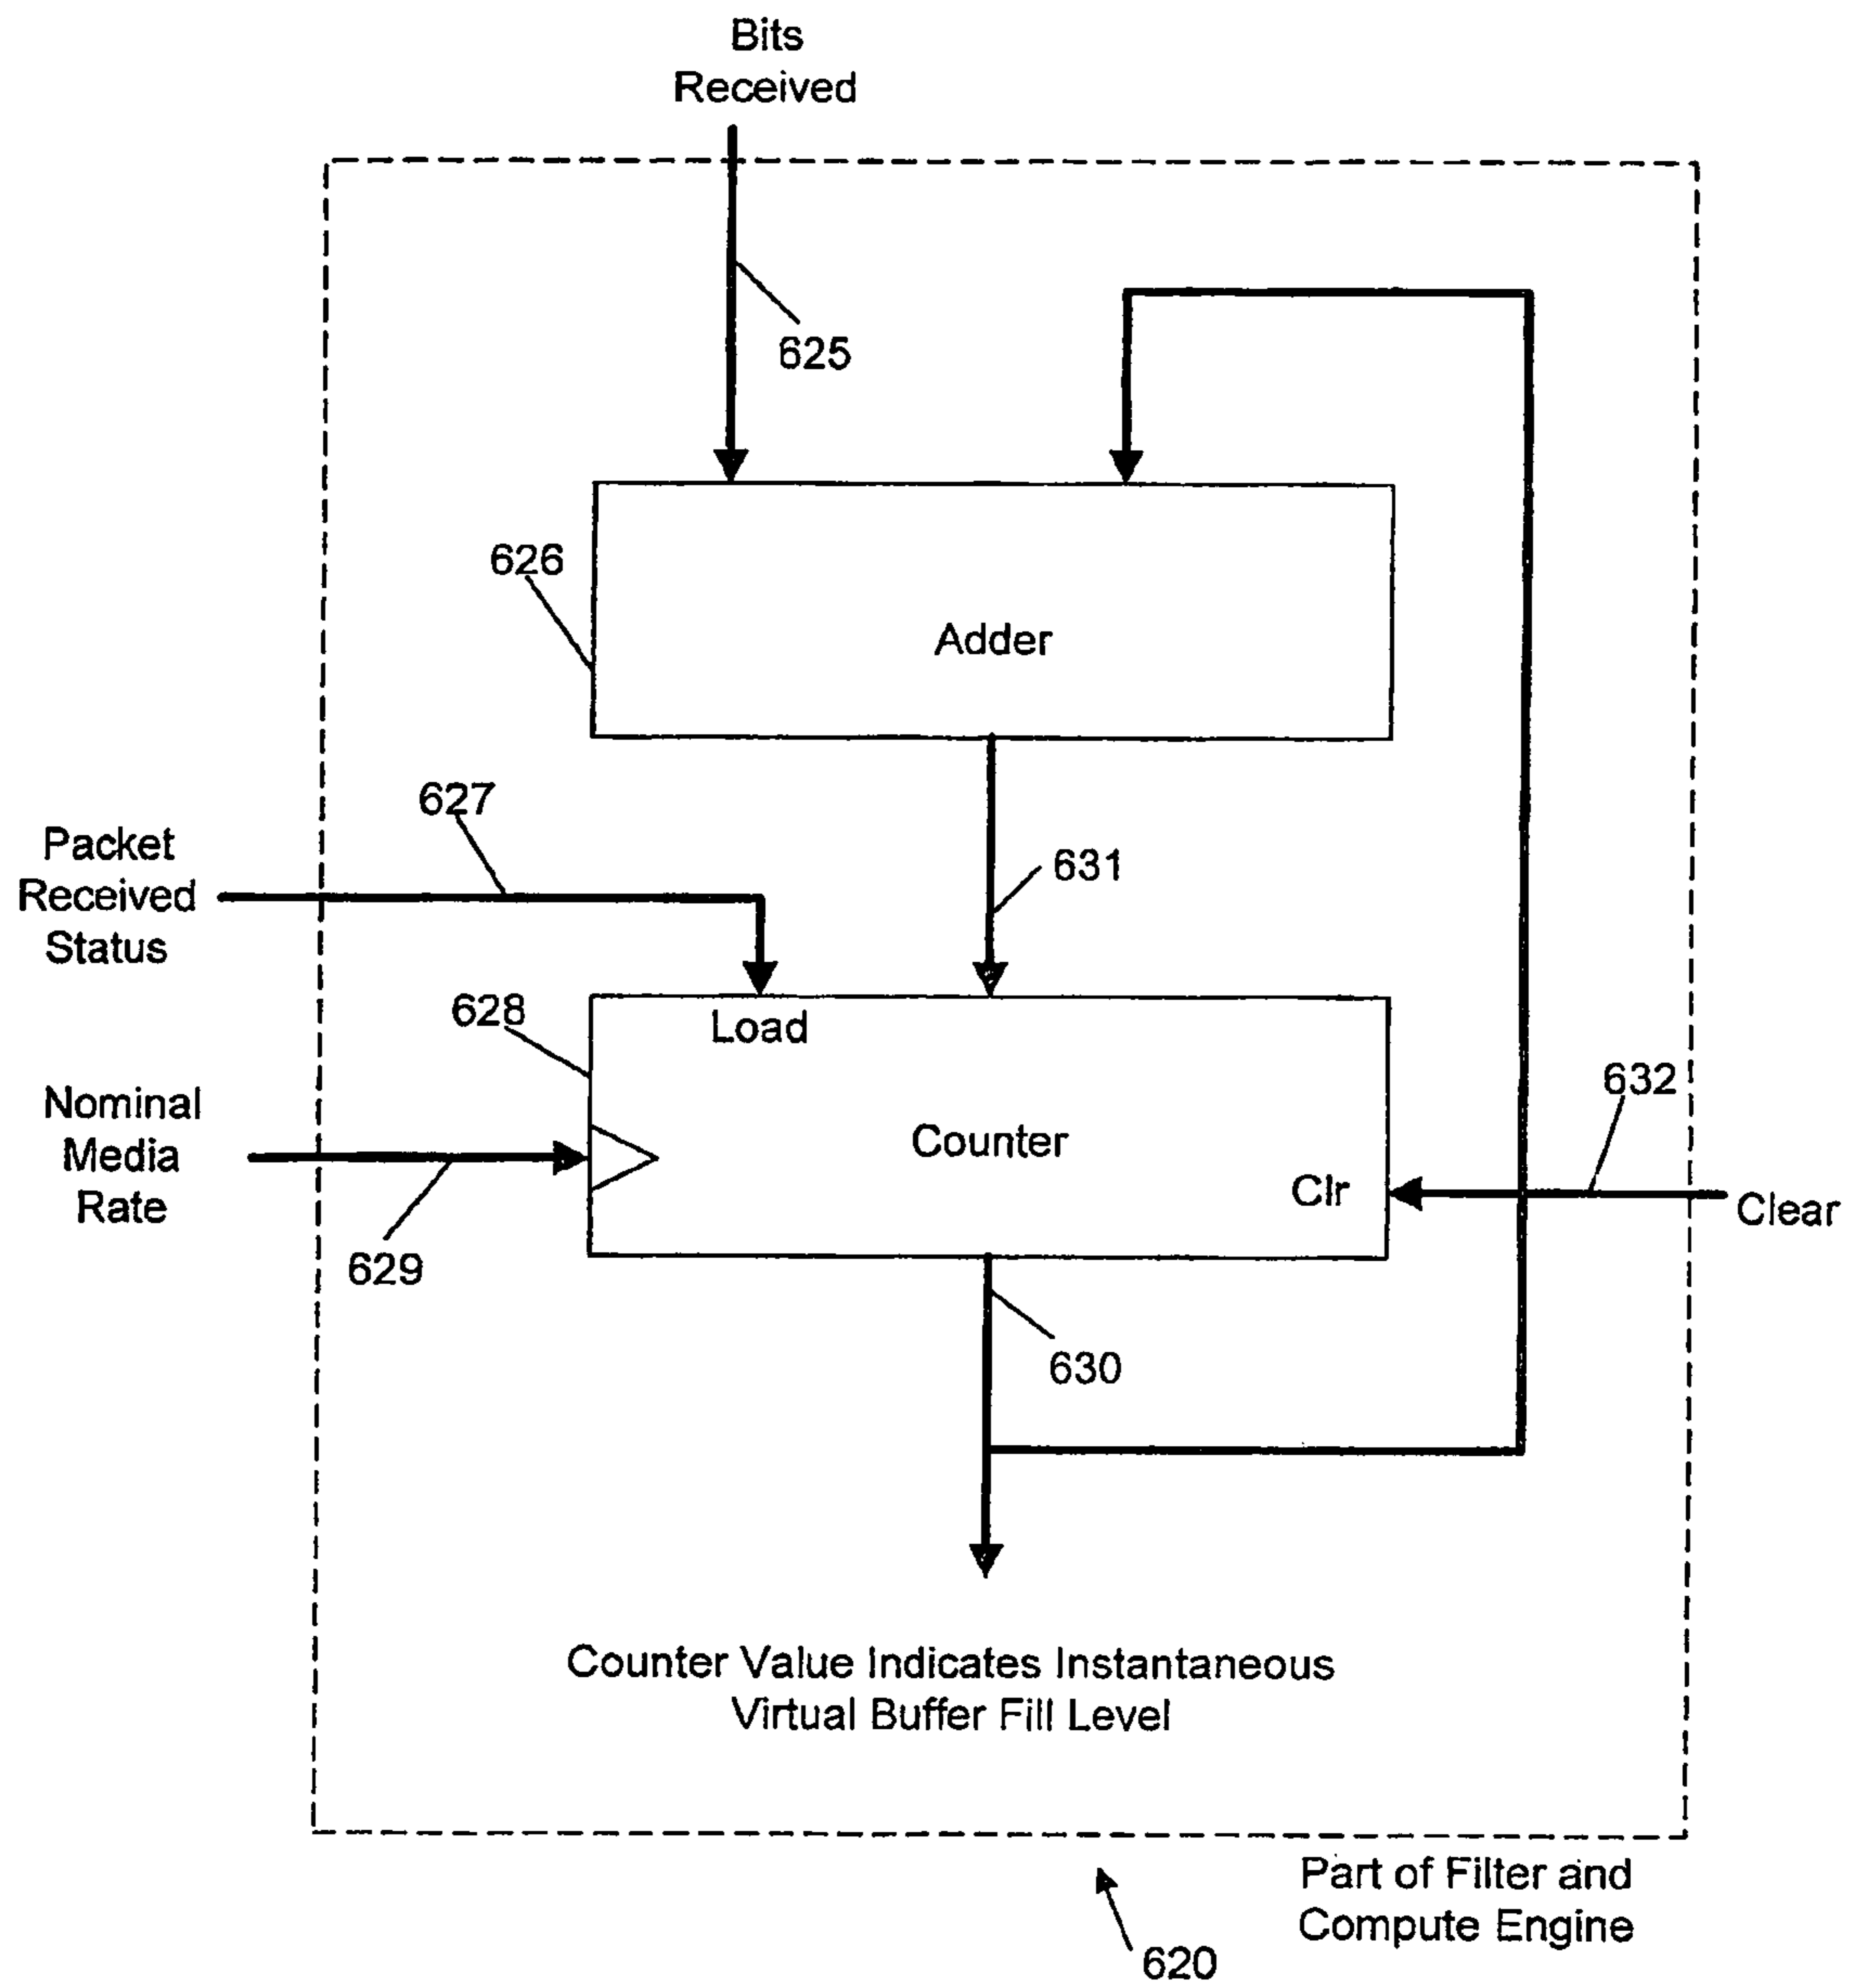 Bits
Received
625
626
Adder
627
Packet
Received
Status
631
628
Load
Nominal
Media
Rate
Counter
632
Clr
Clear
629
630
Counter Value Indicates Instantaneous
Virtual Buffer Fill Level
Part of Filter and
Compute Engine
620